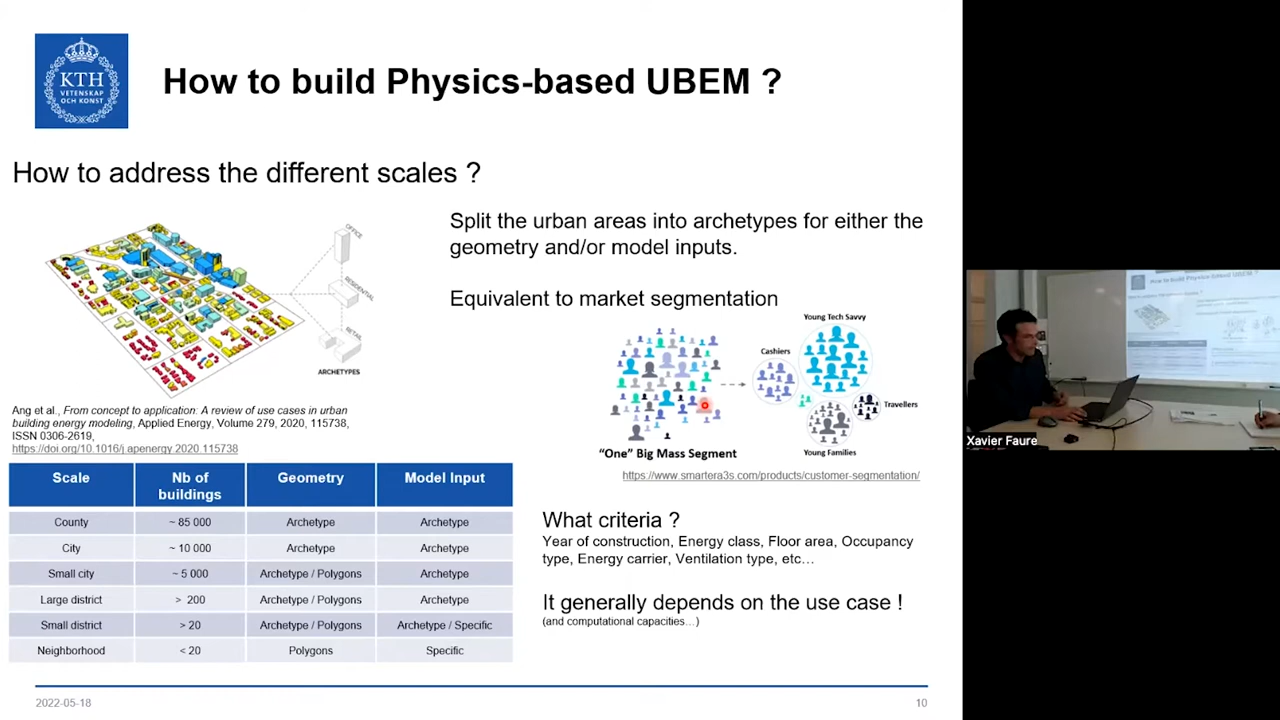 KTH
VETENSKAP
OCH KONST
How to build Physics-based UBEM ?
How to address the different scales ?
OFFICE
RESIDENTIAL
RETAIL
ARCHETYPES
Ang et al., From concept to application: A review of use cases in urban
building energy modeling, Applied Energy, Volume 279, 2020, 115738,
ISSN 0306-2619,
https://doi.org/10.1016/j.apenergy.2020.115738
Split the urban areas into archetypes for either the
geometry and/or model inputs.
Equivalent to market segmentation
Young Tech Savvy
Cashiers
Travellers
"One" Big Mass Segment
Young Families
https://www.smartera3s.com/products/customer-segmentation/
Scale Nb of buildings Geometry Model Input
County ~ 85 000 Archetype Archetype
City ~ 10 000 Archetype Archetype
Small city ~ 5 000 Archetype / Polygons Archetype
Large district > 200 Archetype / Polygons Archetype
Small district > 20 Archetype / Polygons Archetype / Specific
Neighborhood < 20 Polygons Specific
What criteria ?
Year of construction, Energy class, Floor area, Occupancy
type, Energy carrier, Ventilation type, etc…
It generally depends on the use case !
(and computational capacities…)
2022-05-18
10
How to build Physics-based UBEM ?
Xavier Faure